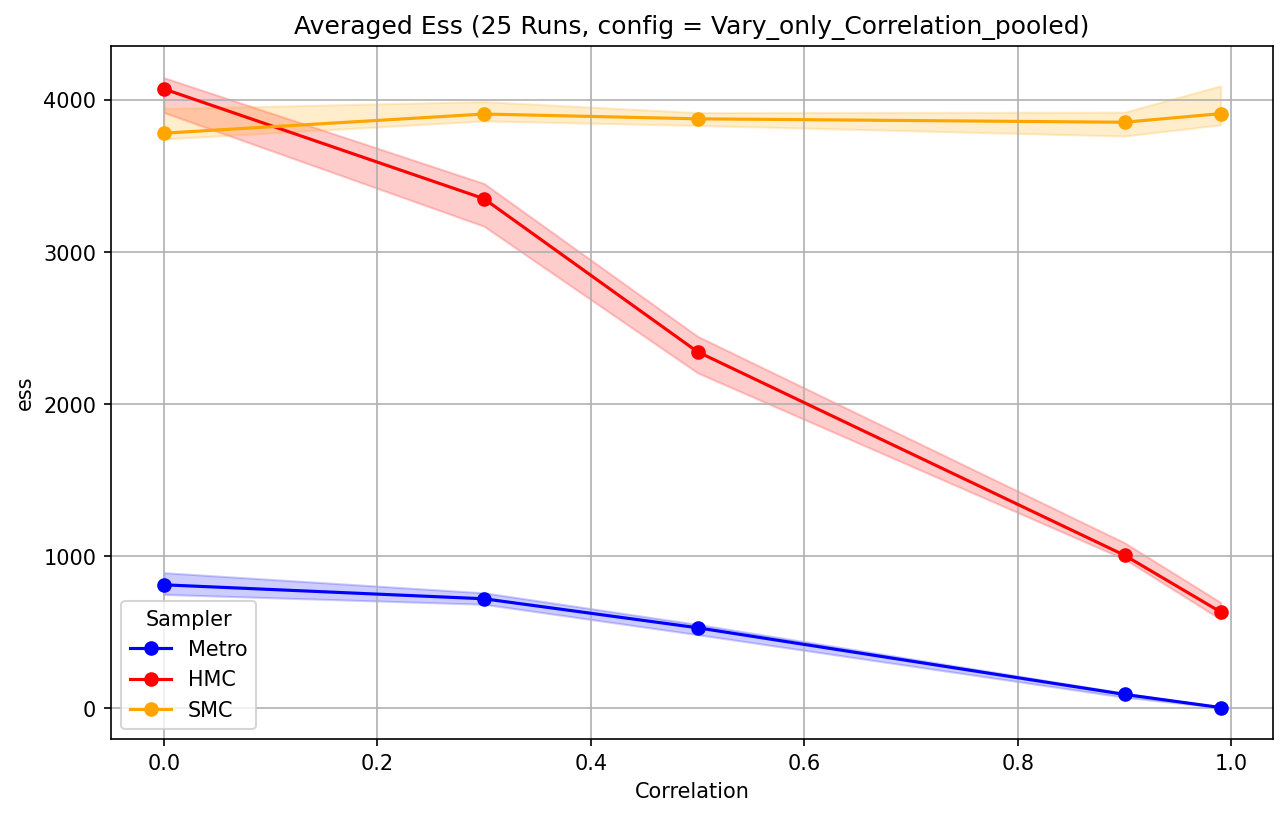 Averaged Ess (25 Runs, config = Vary_only_Correlation_pooled)
ess
4000
3000
2000
1000
0
Sampler
Metro
HMC
SMC
0.0 0.2 0.4 0.6 0.8 1.0
Correlation